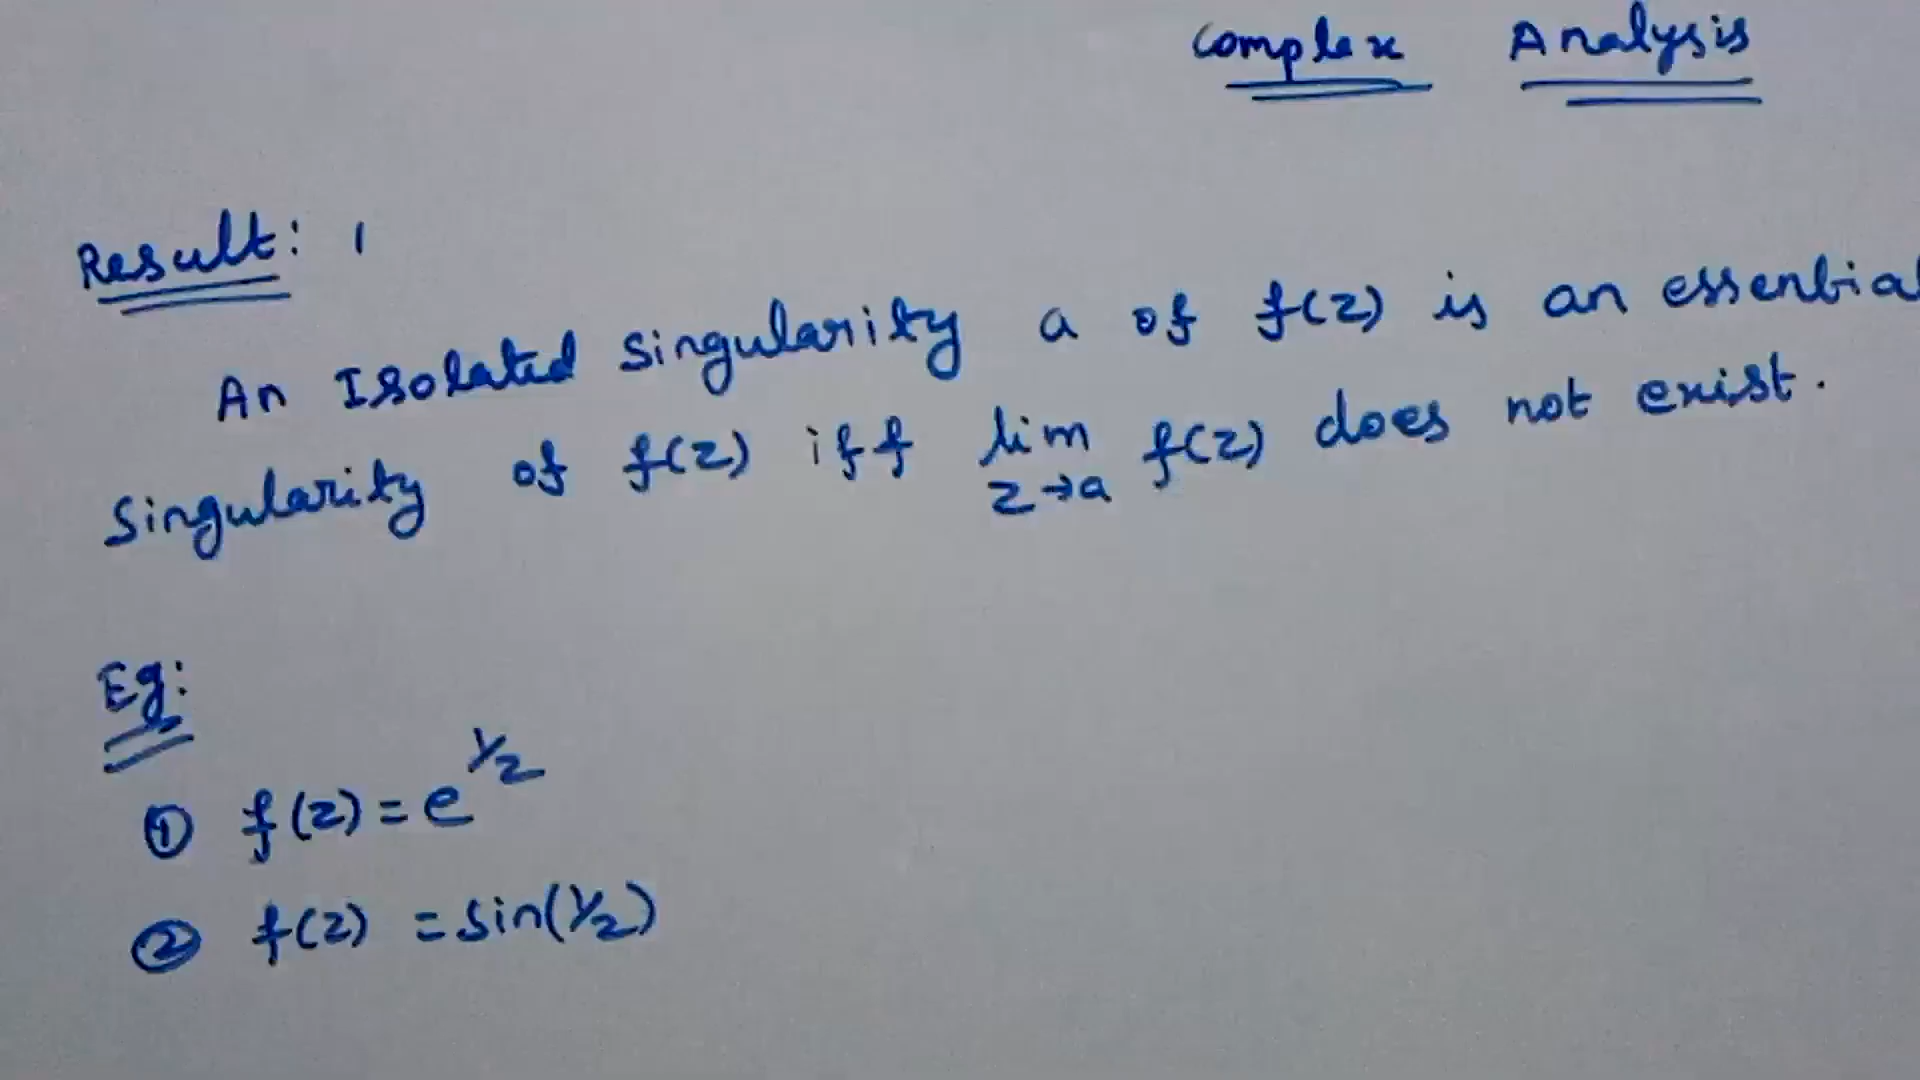 Complex Analysis
Result: 1
An Isolated Singularity a of f(z) is an essential
Singularity of f(z) iff lim z→a f(z) does not exist.
Eg:
① f(z) = e^1/z
② f(z) = sin(1/z)